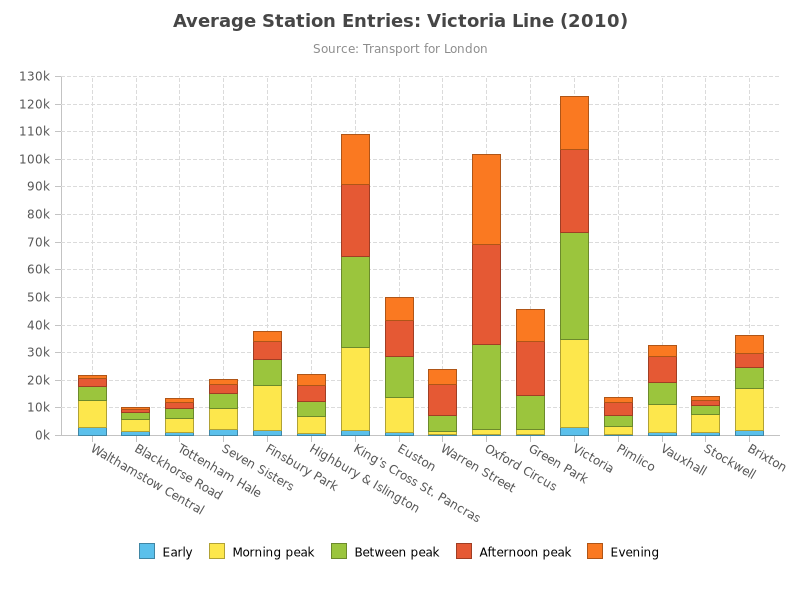 Average Station Entries: Victoria Line (2010)
Source: Transport for London
130k
120k
110k
100k
90k
80k
70k
60k
50k
40k
30k
20k
10k
0k
Walthamstow Central
Blackhorse Road
Tottenham Hale
Seven Sisters
Finsbury Park
Highbury & Islington
King's Cross St. Pancras
Euston
Warren Street
Oxford Circus
Green Park
Victoria
Pimlico
Vauxhall
Stockwell
Brixton
Early Morning peak Between peak Afternoon peak Evening